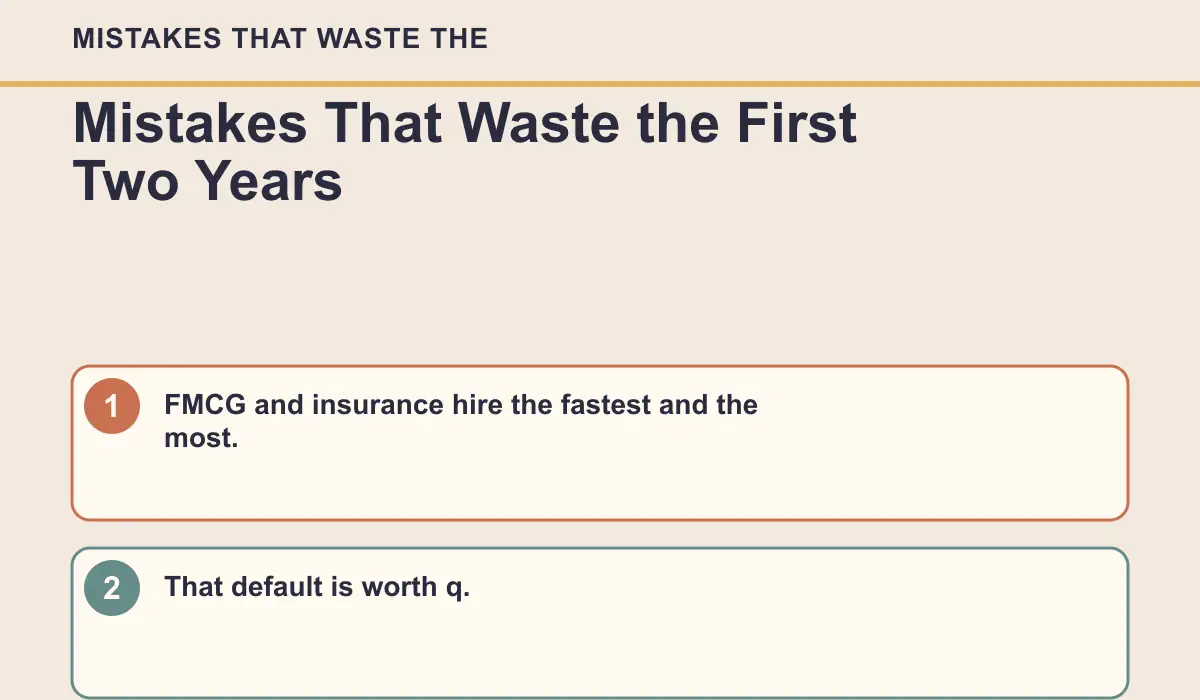 MISTAKES THAT WASTE THE
Mistakes That Waste the First
Two Years
1
FMCG and insurance hire the fastest and the
most.
2
That default is worth q.